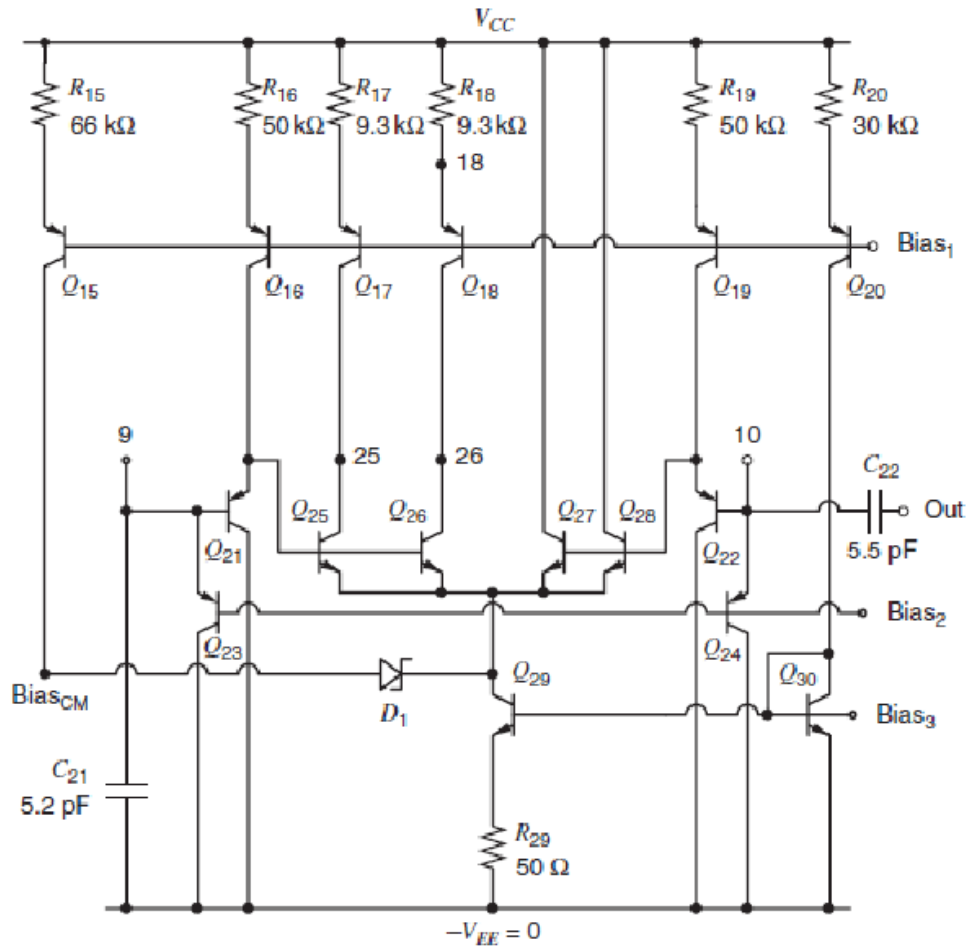 V_CC
R_15
66 kΩ
R_16
50 kΩ
R_17
9.3 kΩ
R_18
9.3 kΩ
R_19
50 kΩ
R_20
30 kΩ
18
Bias_1
Q_15
Q_16
Q_17
Q_18
Q_19
Q_20
9
25
26
10
C_22
Out
5.5 pF
Q_21
Q_25
Q_26
Q_27
Q_28
Q_22
Q_23
Q_24
Bias_2
Bias_CM
D_1
Q_29
Q_30
Bias_3
C_21
5.2 pF
R_29
50 Ω
−V_EE = 0